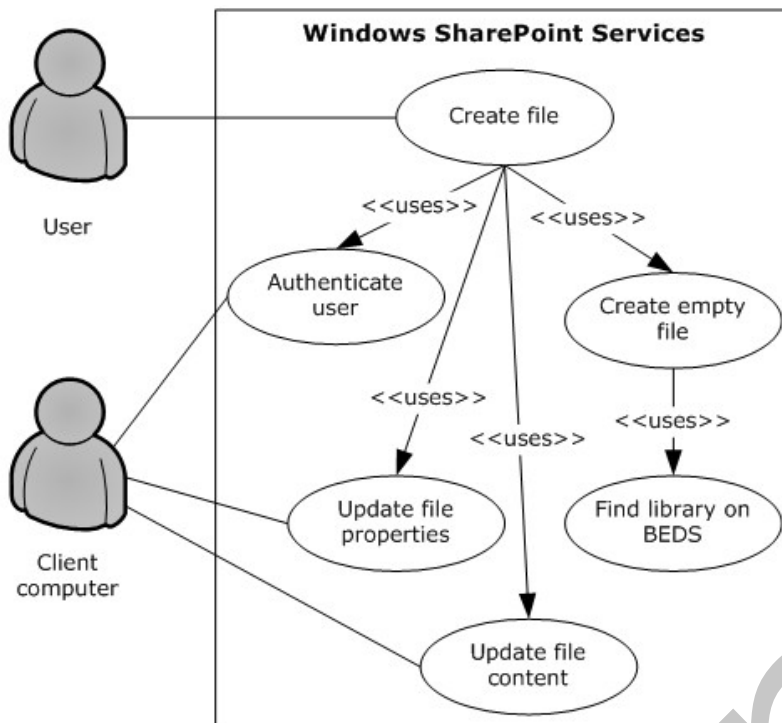 Windows SharePoint Services
Create file
User
<<uses>>
<<uses>>
Authenticate
user
Create empty
file
<<uses>>
<<uses>>
<<uses>>
Update file
properties
Find library on
BEDS
Client
computer
Update file
content